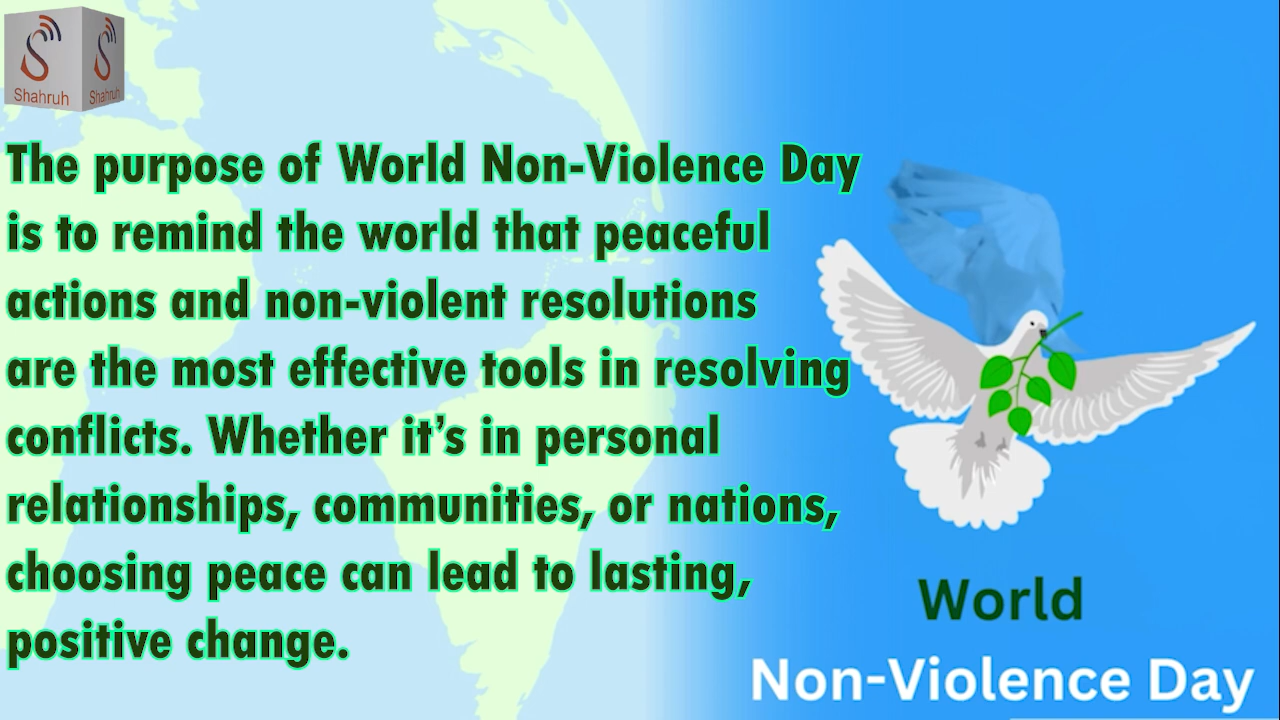 Shahruh
Shahruh
The purpose of World Non-Violence Day
is to remind the world that peaceful
actions and non-violent resolutions
are the most effective tools in resolving
conflicts. Whether it’s in personal
relationships, communities, or nations,
choosing peace can lead to lasting,
positive change.
World
Non-Violence Day